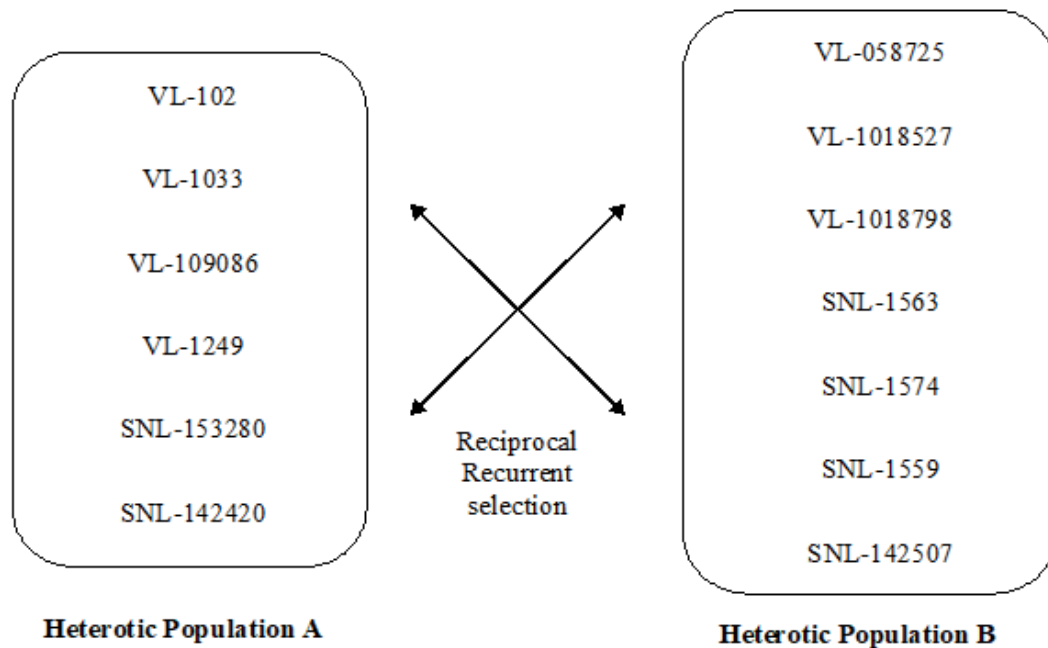 VL-102
VL-1033
VL-109086
VL-1249
SNL-153280
SNL-142420
Heterotic Population A
Reciprocal
Recurrent
selection
VL-058725
VL-1018527
VL-1018798
SNL-1563
SNL-1574
SNL-1559
SNL-142507
Heterotic Population B